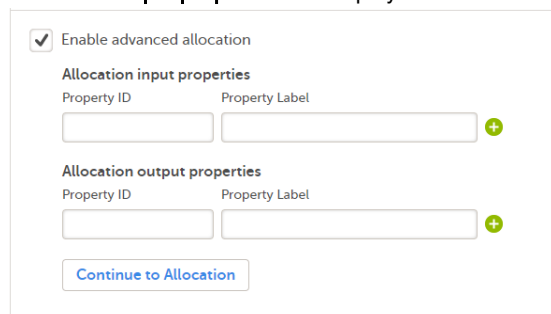 Enable advanced allocation
Allocation input properties
Property ID Property Label
Allocation output properties
Property ID Property Label
Continue to Allocation